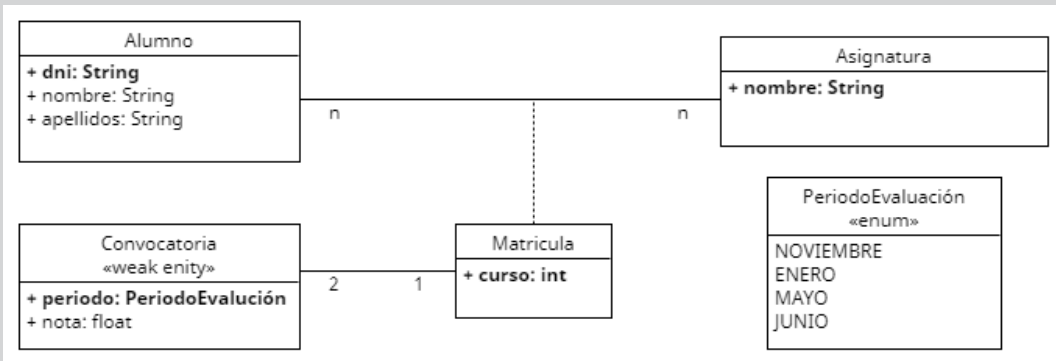 Alumno
+ dni: String
+ nombre: String
+ apellidos: String
n
n
Asignatura
+ nombre: String
Convocatoria
«weak enity»
+ periodo: PeriodoEvalución
+ nota: float
2
1
Matricula
+ curso: int
PeriodoEvaluación
«enum»
NOVIEMBRE
ENERO
MAYO
JUNIO